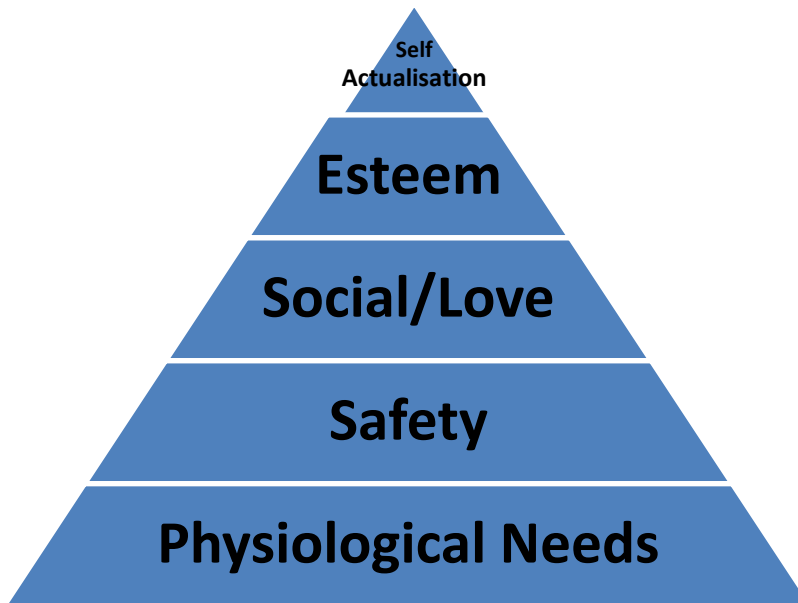 Self
Actualisation
Esteem
Social/Love
Safety
Physiological Needs